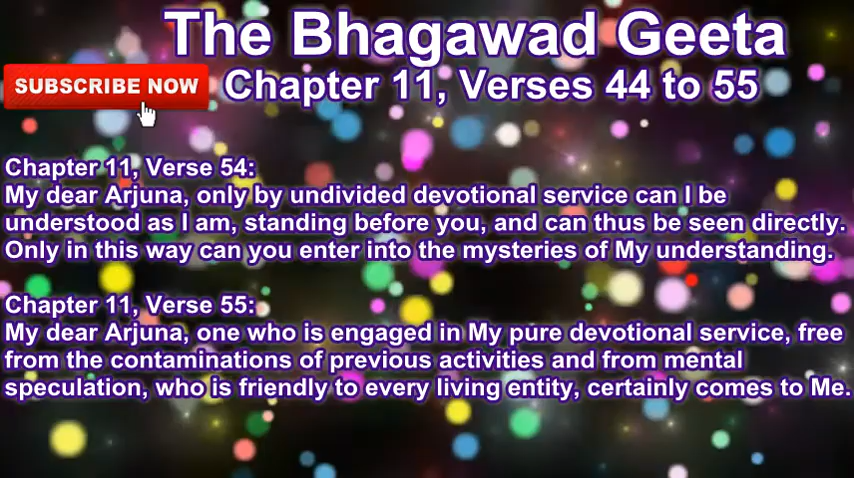 The Bhagawad Geeta
SUBSCRIBE NOW
Chapter 11, Verses 44 to 55
Chapter 11, Verse 54:
My dear Arjuna, only by undivided devotional service can I be
understood as I am, standing before you, and can thus be seen directly.
Only in this way can you enter into the mysteries of My understanding.
Chapter 11, Verse 55:
My dear Arjuna, one who is engaged in My pure devotional service, free
from the contaminations of previous activities and from mental
speculation, who is friendly to every living entity, certainly comes to Me.